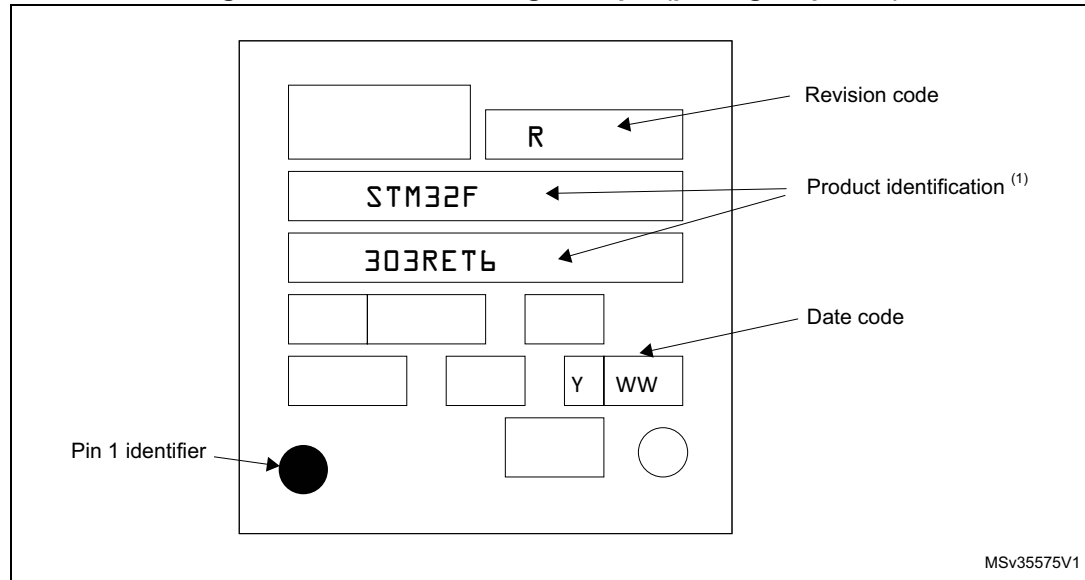 Revision code
R
Product identification (1)
STM32F
303RET6
Date code
Y WW
Pin 1 identifier
MSv35575V1